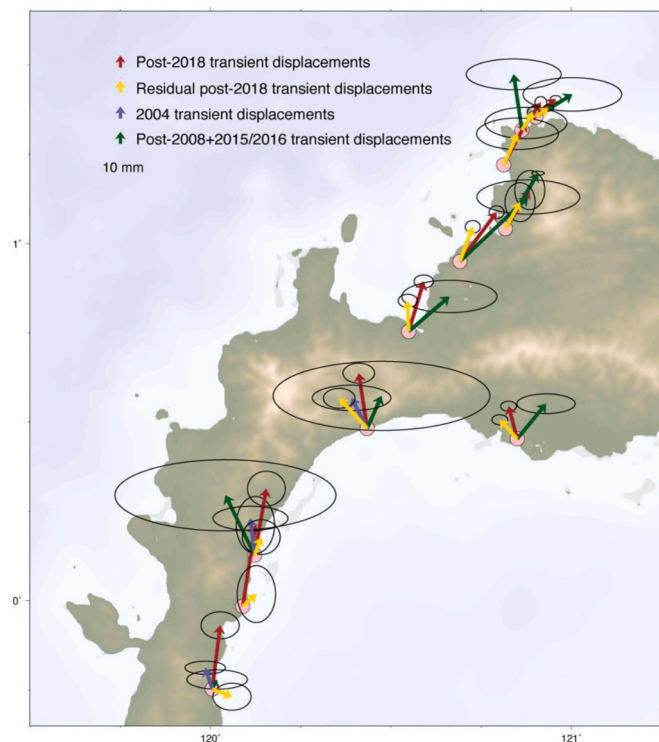 Post-2018 transient displacements
Residual post-2018 transient displacements
2004 transient displacements
Post-2008+2015/2016 transient displacements
10 mm
1°
0°
120°
121°